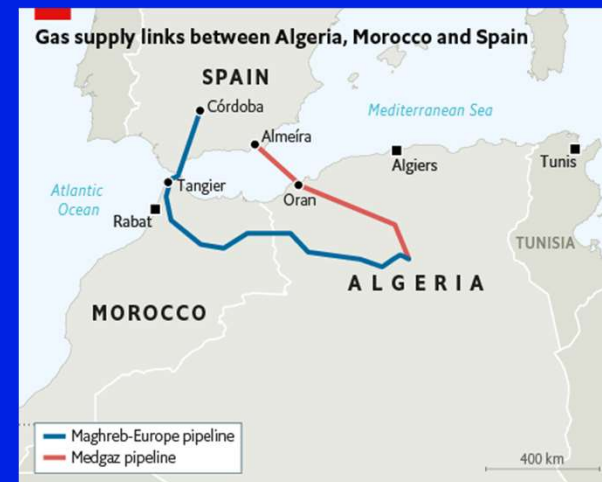 Gas supply links between Algeria, Morocco and Spain
SPAIN
Córdoba
Mediterranean Sea
Almeíra
Algiers
Tunis
Atlantic
Ocean
Tangier
Oran
Rabat
TUNISIA
ALGERIA
MOROCCO
Maghreb-Europe pipeline
Medgaz pipeline
400 km